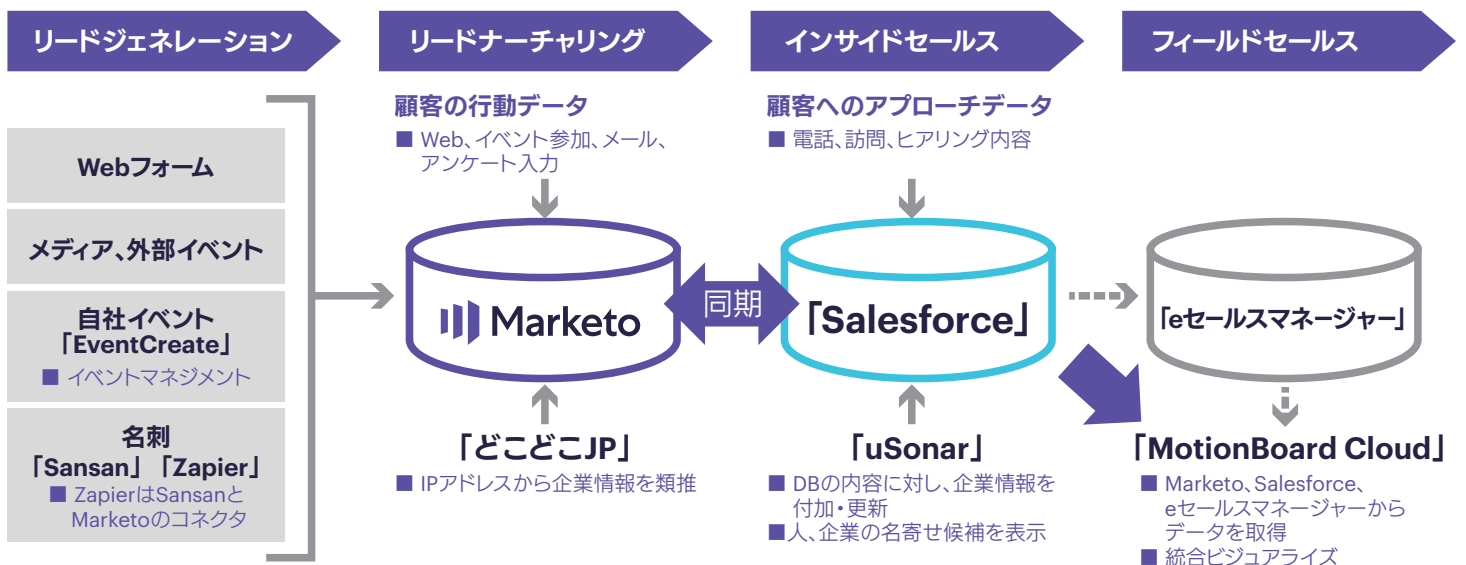 リードジェネレーション
リードナーチャリング
インサイドセールス
フィールドセールス
Webフォーム
メディア、外部イベント
自社イベント
「EventCreate」
■ イベントマネジメント
名刺
「Sansan」「Zapier」
■ ZapierはSansanと
Marketoのコネクタ
顧客の行動データ
■ Web、イベント参加、メール、
アンケート入力
Marketo
「どこどこJP」
■ IPアドレスから企業情報を類推
同期
顧客へのアプローチデータ
■ 電話、訪問、ヒアリング内容
「Salesforce」
「uSonar」
■ DBの内容に対し、企業情報を
付加・更新
■人、企業の名寄せ候補を表示
「eセールスマネージャー」
「MotionBoard Cloud」
■ Marketo、Salesforce、
eセールスマネージャーから
データを取得
■ 統合ビジュアライズ